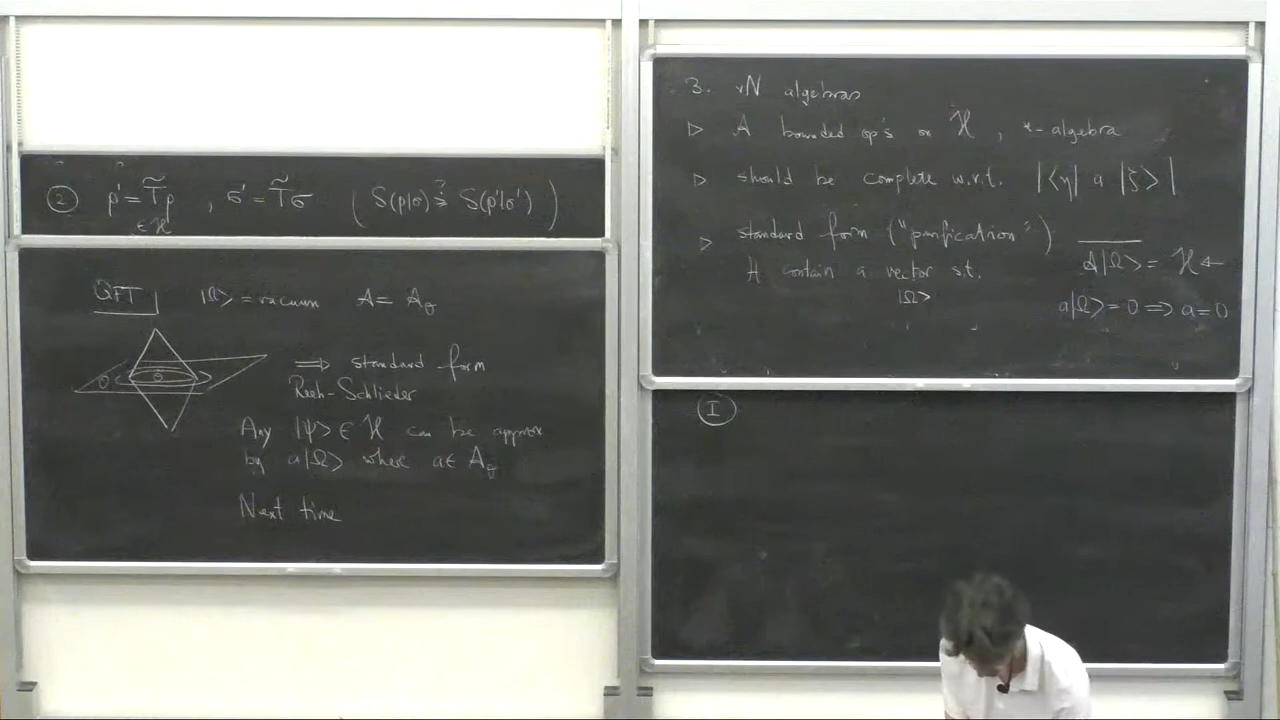 ② ρ' = T̃ρ , σ' = T̃σ ( S(ρ|σ) ≥? S(ρ'|σ') )
∈ H
QFT |Ω> = vacuum A = A_O
⟹ standard form
Reeh-Schlieder
Any |ψ> ∈ H can be approx
by a|Ω> where a ∈ A_O
Next time
3. vN algebras
▷ A bounded op's on H , *-algebra
▷ should be complete w.r.t. |<η| a |ζ>|
▷ standard form ("purification")
H contain a vector st.
|Ω>
A|Ω> = H ←
a|Ω> = 0 ⟹ a = 0
Ⓘ